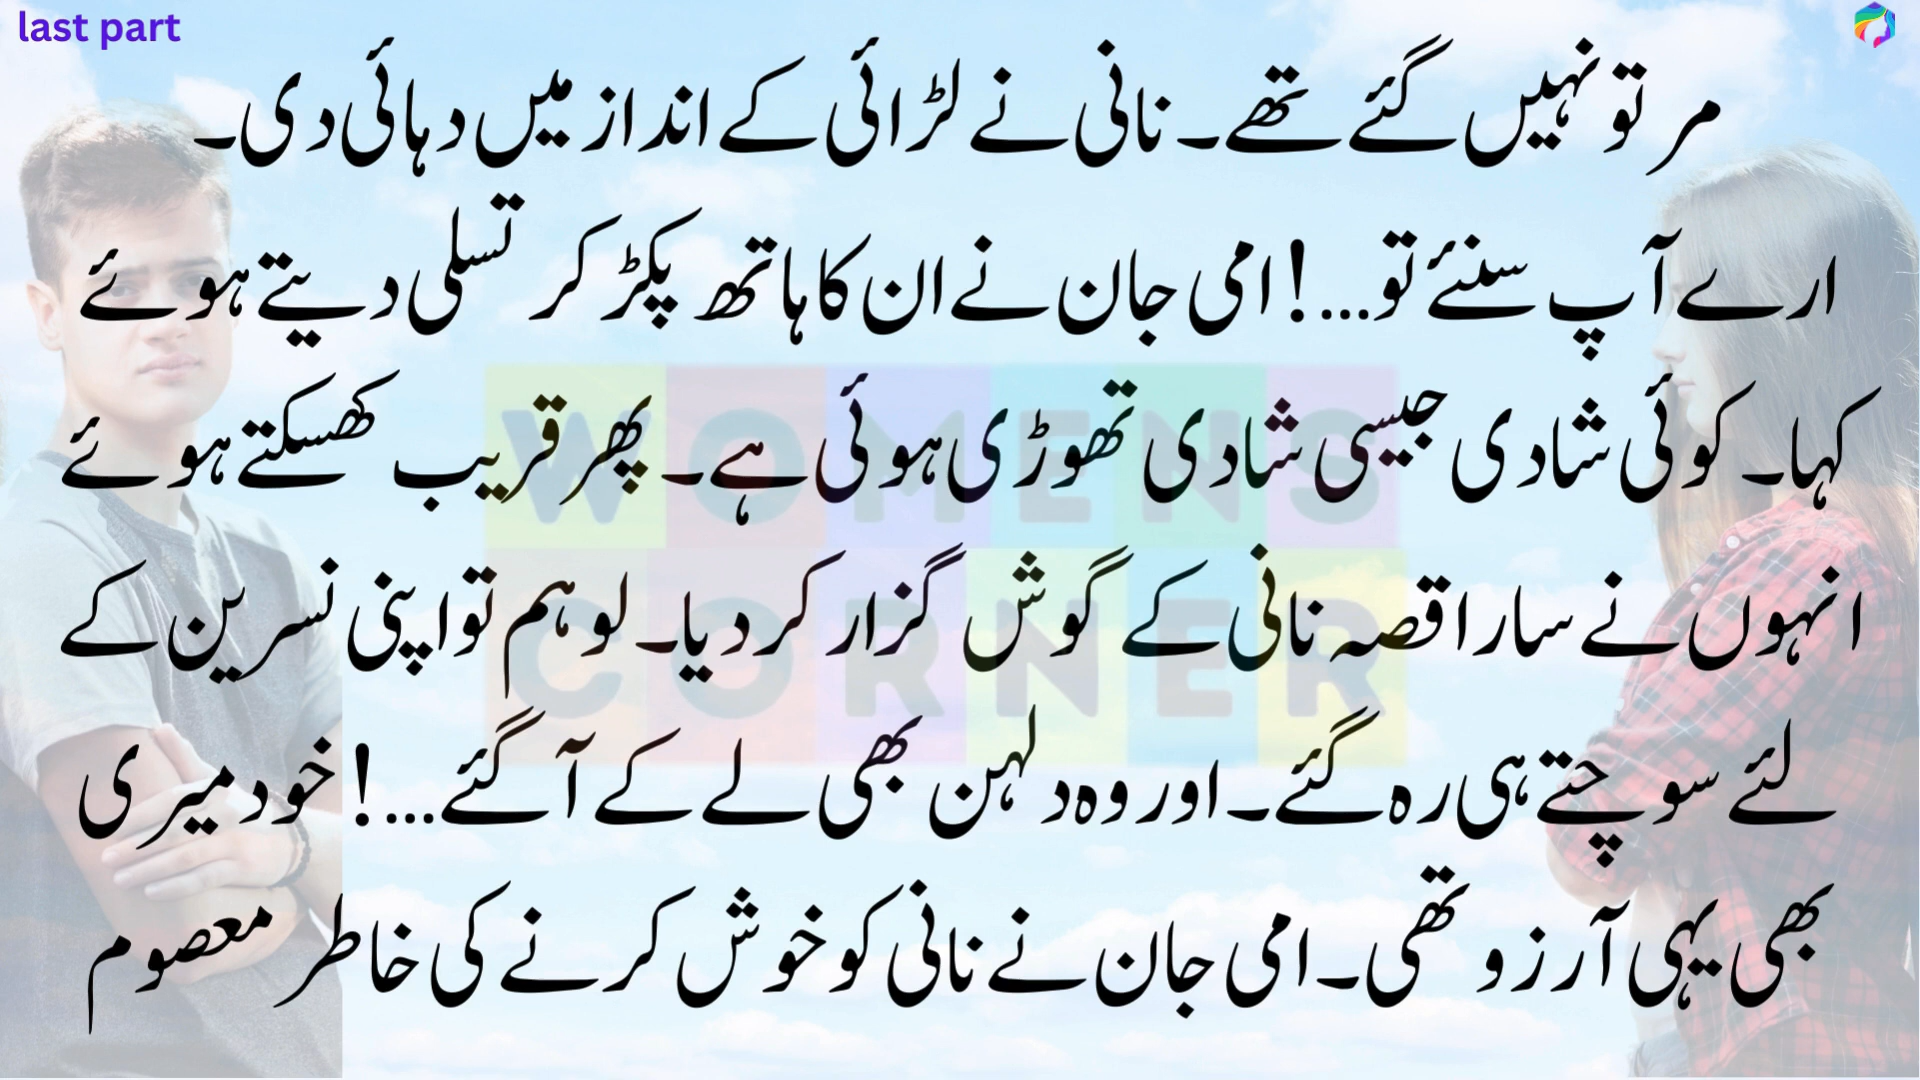 last part
مر تو نہیں گئے تھے۔ نانی نے لڑائی کے انداز میں دہائی دی۔
ارے آپ سنئے تو...! امی جان نے ان کا ہاتھ پکڑ کر تسلی دیتے ہوئے
کہا۔ کوئی شادی جیسی شادی تھوڑی ہوئی ہے۔ پھر قریب کھسکتے ہوئے
انہوں نے سارا قصہ نانی کے گوش گزار کر دیا۔ لو ہم تو اپنی نسرین کے
لئے سوچتے ہی رہ گئے۔ اور وہ دلہن بھی لے کے آگئے...! خود میری
بھی یہی آرزو تھی۔ امی جان نے نانی کو خوش کرنے کی خاطر معصوم
WOMENS
CORNER